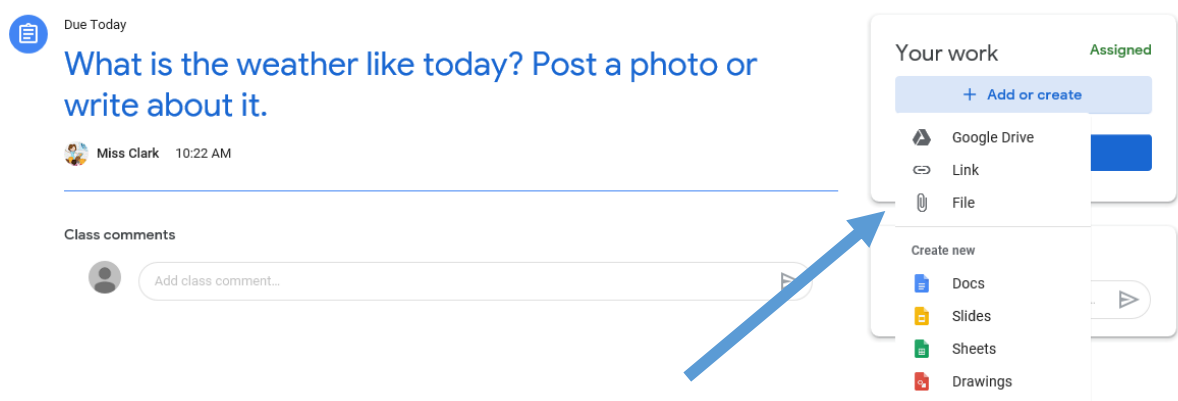 Due Today
What is the weather like today? Post a photo or
write about it.
Miss Clark 10:22 AM
Class comments
Add class comment...
Your work Assigned
+ Add or create
Google Drive
Link
File
Create new
Docs
Slides
Sheets
Drawings